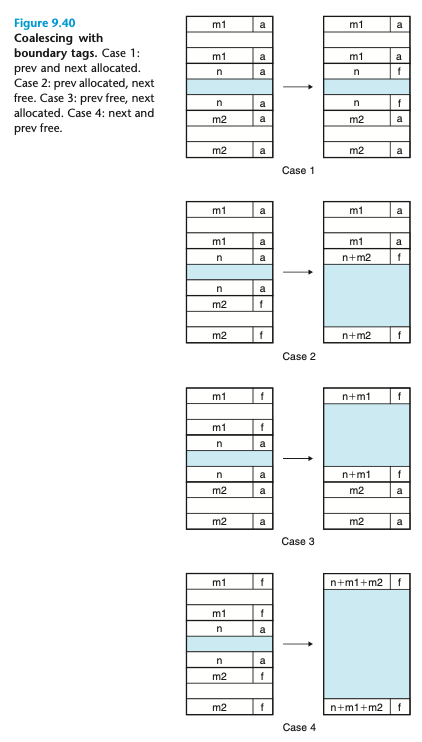 Figure 9.40
Coalescing with
boundary tags. Case 1:
prev and next allocated.
Case 2: prev allocated, next
free. Case 3: prev free, next
allocated. Case 4: next and
prev free.
m1 a m1 a
m1 a m1 a
n a n f
n a n f
m2 a m2 a
m2 a m2 a
Case 1
m1 a m1 a
m1 a m1 a
n a n+m2 f
n a
m2 f
m2 f n+m2 f
Case 2
m1 f n+m1 f
m1 f
n a
n a n+m1 f
m2 a m2 a
m2 a m2 a
Case 3
m1 f n+m1+m2 f
m1 f
n a
n a
m2 f
m2 f n+m1+m2 f
Case 4